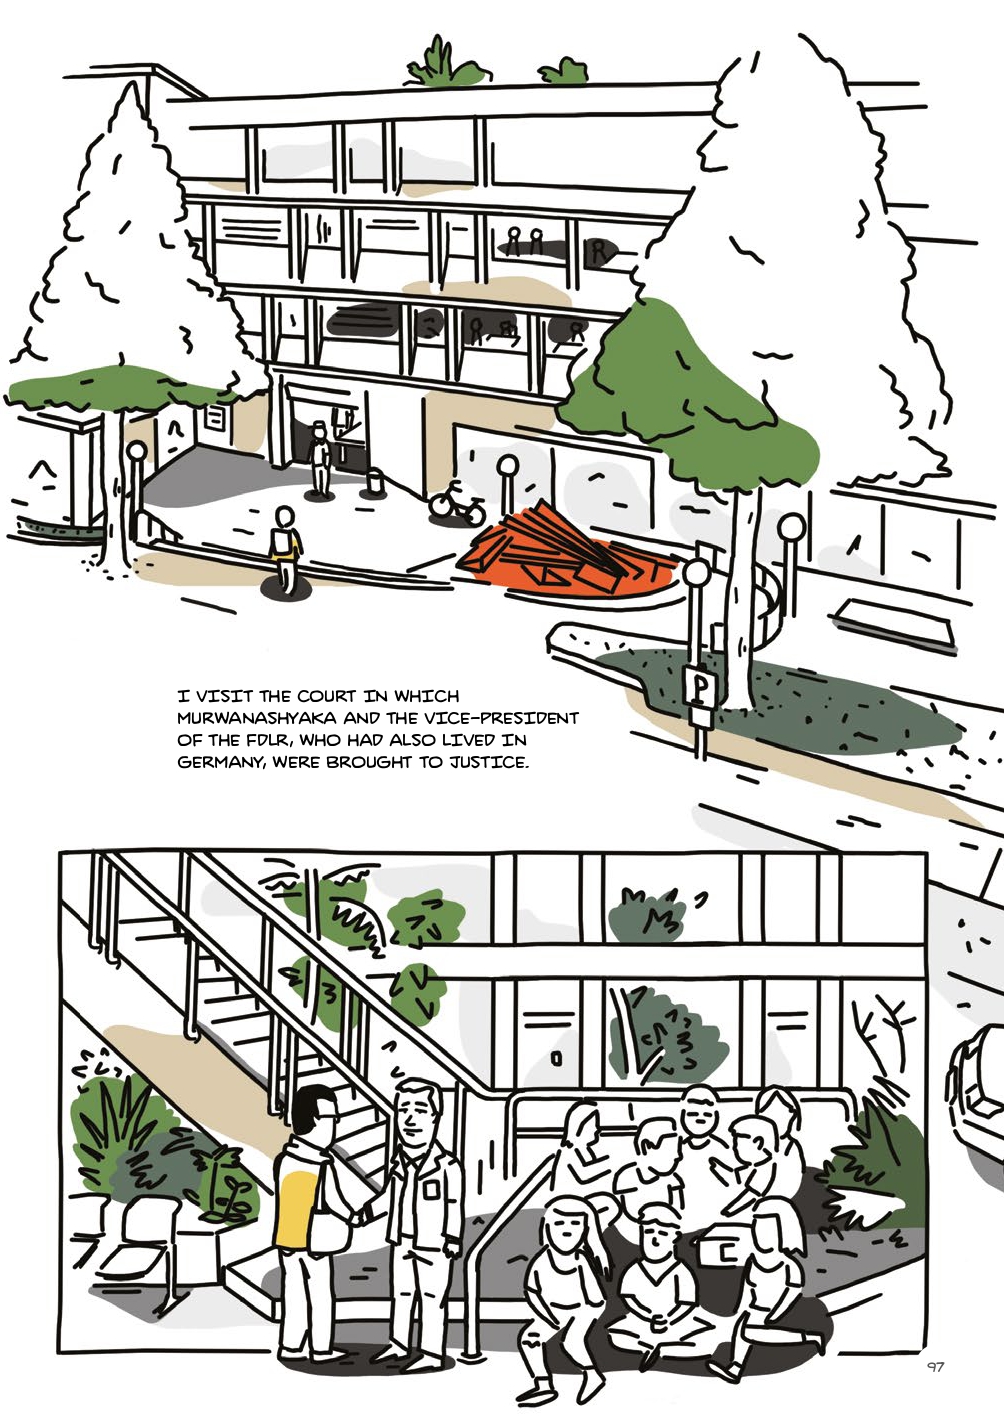 I VISIT THE COURT IN WHICH
MURWANASHYAKA AND THE VICE-PRESIDENT
OF THE FDLR, WHO HAD ALSO LIVED IN
GERMANY, WERE BROUGHT TO JUSTICE.
P
97